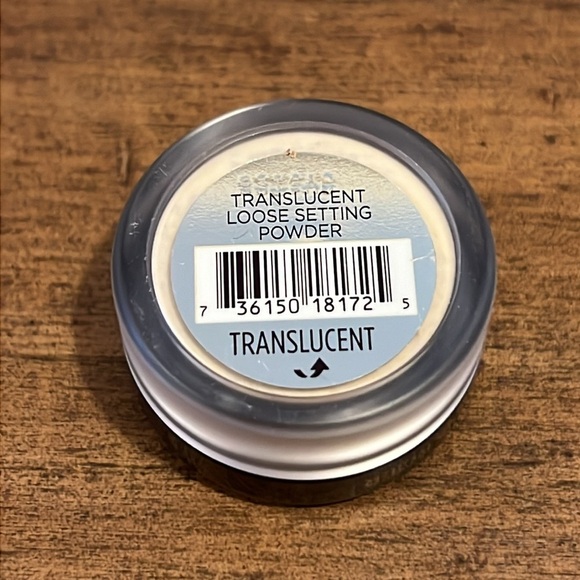 TRANSLUCENT
LOOSE SETTING
POWDER
7 36150 18172 5
TRANSLUCENT